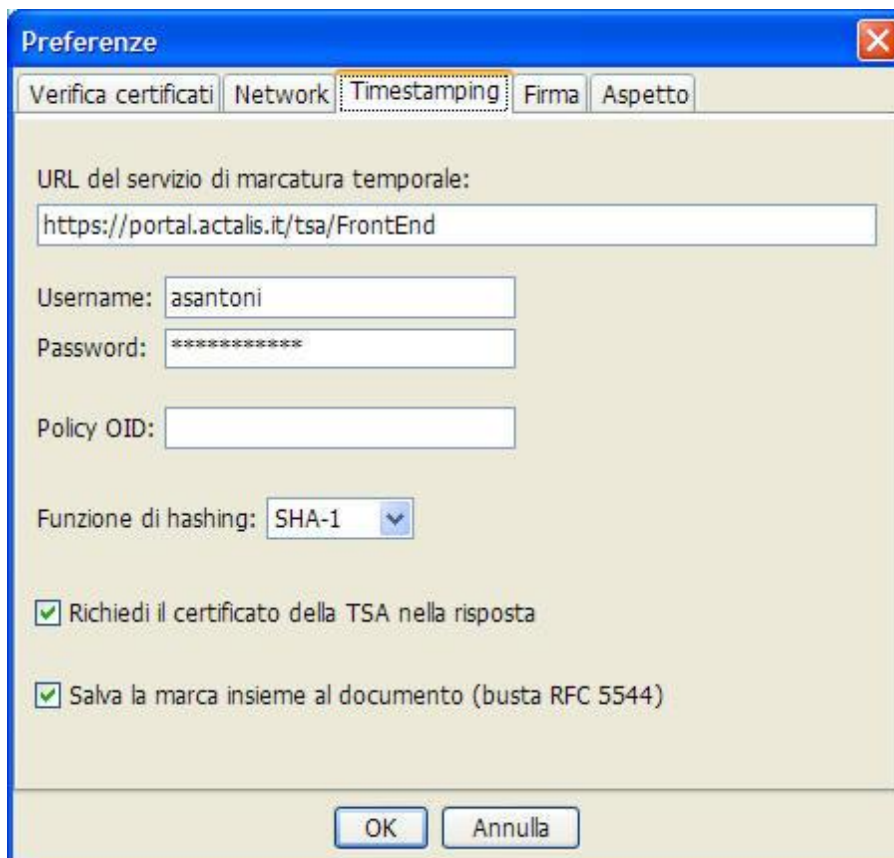 Preferenze
Verifica certificati Network Timestamping Firma Aspetto
URL del servizio di marcatura temporale:
https://portal.actalis.it/tsa/FrontEnd
Username: asantoni
Password: ***********
Policy OID:
Funzione di hashing: SHA-1
Richiedi il certificato della TSA nella risposta
Salva la marca insieme al documento (busta RFC 5544)
OK Annulla